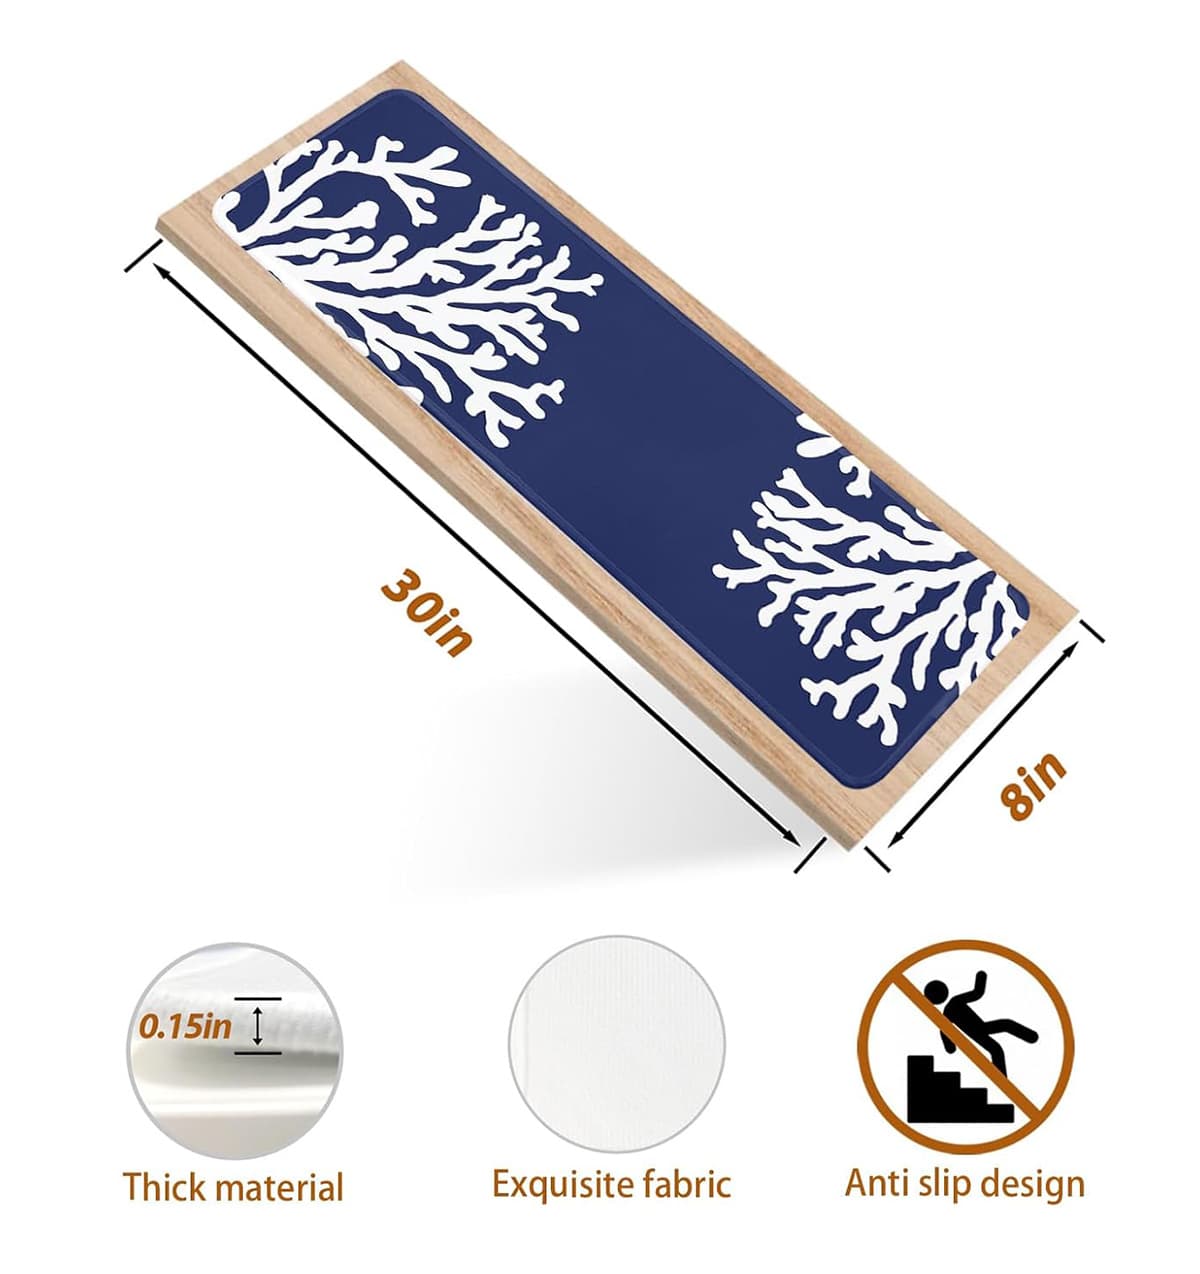 30in
8in
0.15in
Thick material
Exquisite fabric
Anti slip design